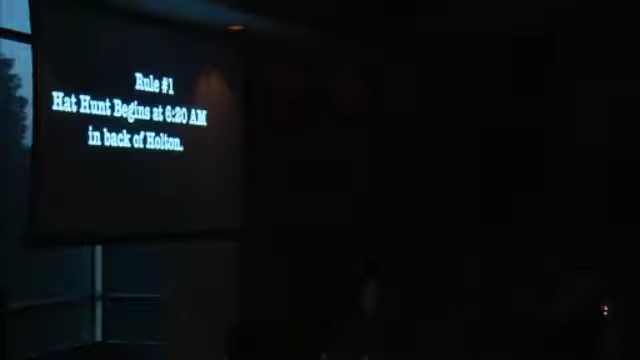 Rule #1
Hat Hunt Begins at 6:20 AM
in back of Holton.